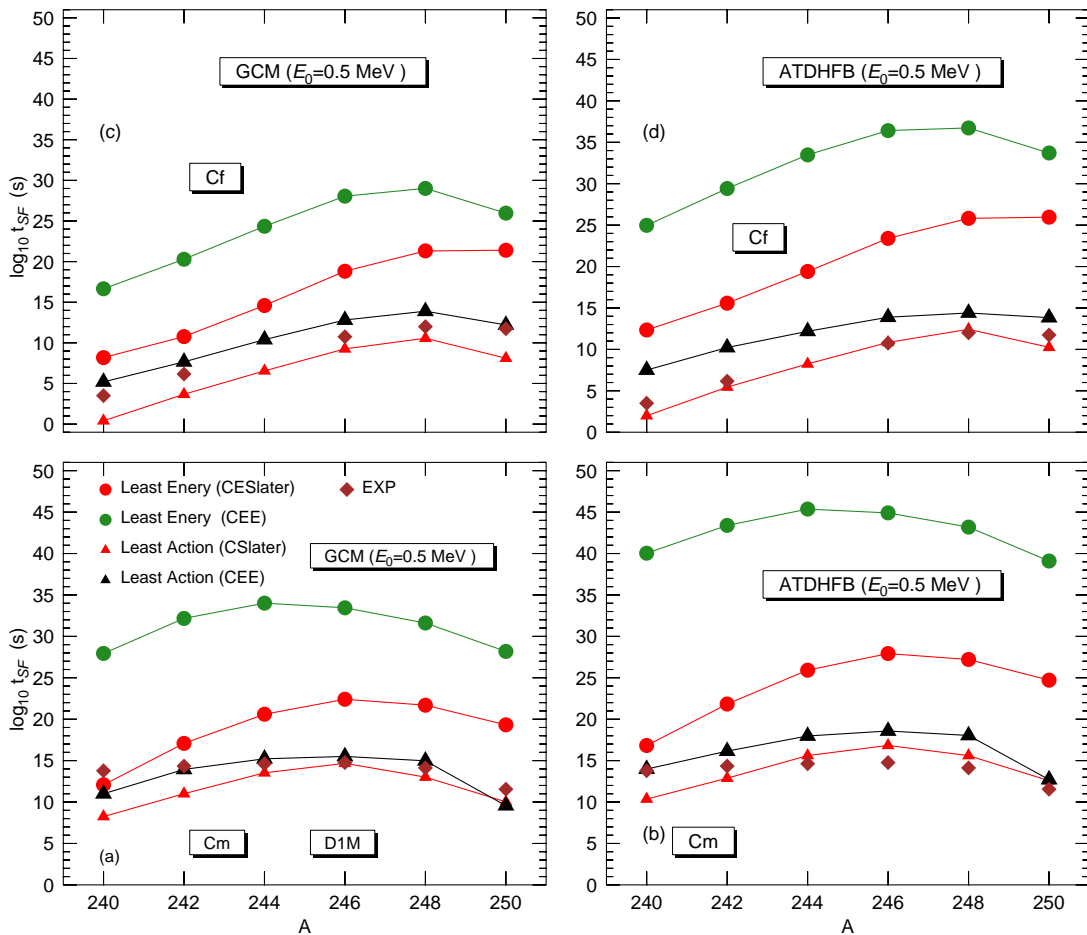 50
45
40
35
30
25
20
15
10
5
0
log10 tSF (s)
GCM (E0=0.5 MeV )
(c)
Cf
50
45
40
35
30
25
20
15
10
5
0
ATDHFB (E0=0.5 MeV )
(d)
Cf
50
45
40
35
30
25
20
15
10
5
0
log10 tSF (s)
Least Enery (CESlater)
EXP
Least Enery (CEE)
Least Action (CSlater)
Least Action (CEE)
GCM (E0=0.5 MeV )
(a)
Cm
D1M
240 242 244 246 248 250
A
50
45
40
35
30
25
20
15
10
5
0
ATDHFB (E0=0.5 MeV )
(b)
Cm
240 242 244 246 248 250
A